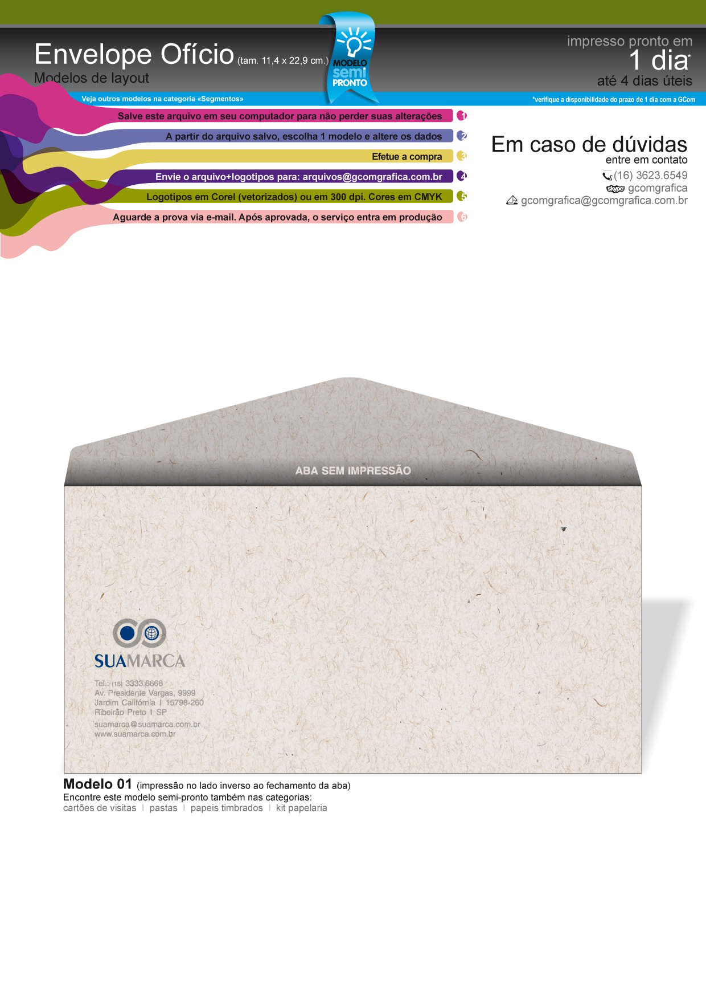 Envelope Ofício (tam. 11,4 x 22,9 cm.)
Modelos de layout
MODELO
semi
PRONTO
impresso pronto em
1 dia*
até 4 dias úteis
Veja outros modelos na categoria «Segmentos»
*verifique a disponibilidade do prazo de 1 dia com a GCom
Salve este arquivo em seu computador para não perder suas alterações 1
A partir do arquivo salvo, escolha 1 modelo e altere os dados 2
Efetue a compra 3
Envie o arquivo+logotipos para: arquivos@gcomgrafica.com.br 4
Logotipos em Corel (vetorizados) ou em 300 dpi. Cores em CMYK 5
Aguarde a prova via e-mail. Após aprovada, o serviço entra em produção 6
Em caso de dúvidas
entre em contato
(16) 3623.6549
skype gcomgrafica
gcomgrafica@gcomgrafica.com.br
ABA SEM IMPRESSÃO
SUAMARCA
Tel.: (16) 3333.6666
Av. Presidente Vargas, 9999
Jardim Califórnia I 15798-260
Ribeirão Preto I SP
suamarca@suamarca.com.br
www.suamarca.com.br
Modelo 01 (impressão no lado inverso ao fechamento da aba)
Encontre este modelo semi-pronto também nas categorias:
cartões de visitas I pastas I papeis timbrados I kit papelaria